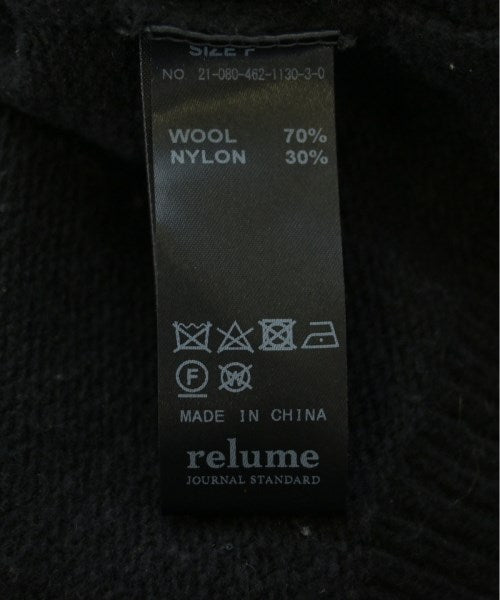 SIZE F
NO. 21-080-462-1130-3-0
WOOL 70%
NYLON 30%
F
W
MADE IN CHINA
relume
JOURNAL STANDARD